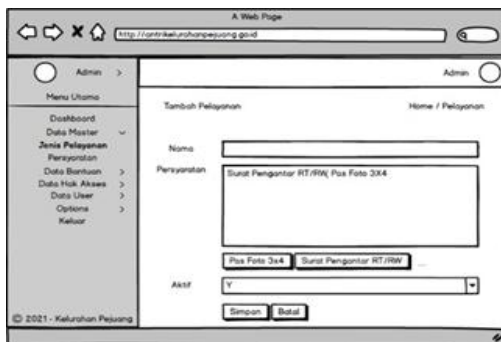 A Web Page
http://antrikelurahanpejuang.go.id
Admin >
Menu Utama
Dashboard
Data Master
Jenis Pelayanan
Persyaratan
Data Bantuan >
Data Hak Akses >
Data User >
Options >
Keluar
© 2021 - Kelurahan Pejuang
Admin
Tambah Pelayanan
Home / Pelayanan
Nama
Persyaratan
Surat Pengantar RT/RW, Pas Foto 3X4
Pas Foto 3x4 Surat Pengantar RT/RW ...
Aktif
Y
Simpan Batal